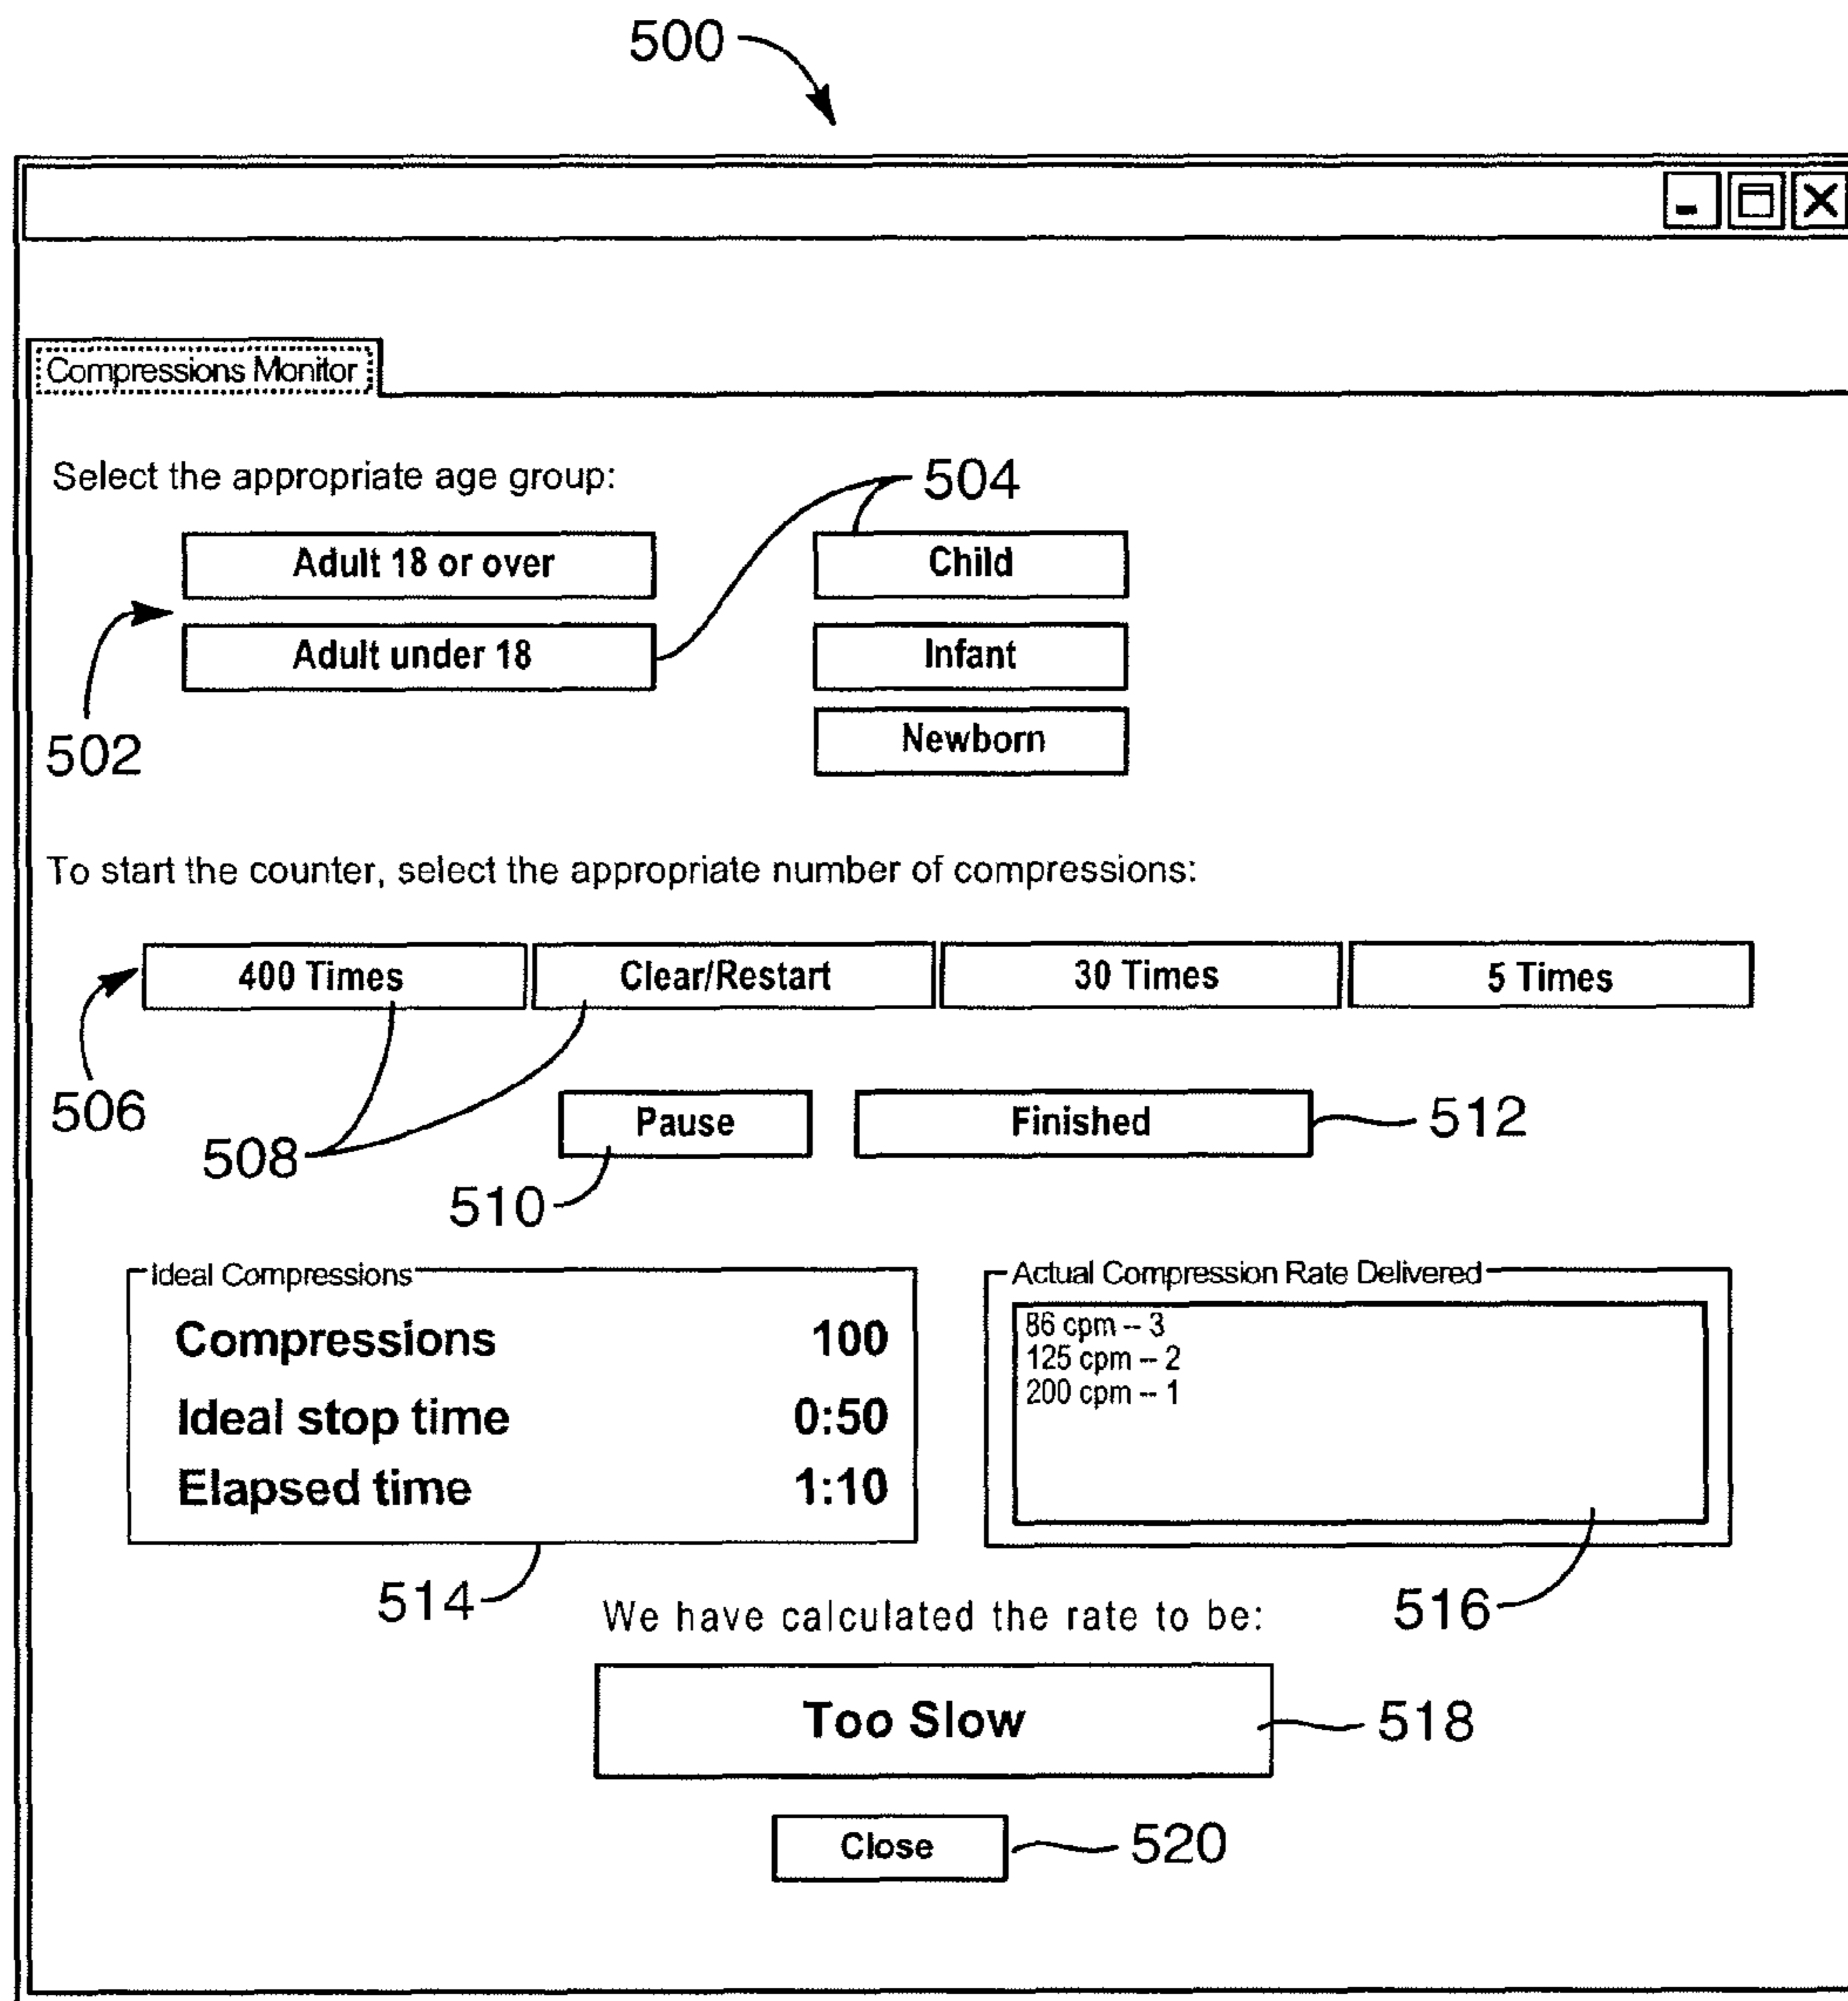 500
Compressions Monitor
Select the appropriate age group:
504
Adult 18 or over
Child
Adult under 18
Infant
502
Newborn
To start the counter, select the appropriate number of compressions:
400 Times
Clear/Restart
30 Times
5 Times
506
508
Pause
Finished
512
510
Ideal Compressions
Compressions 100
Ideal stop time 0:50
Elapsed time 1:10
Actual Compression Rate Delivered
86 cpm -- 3
125 cpm -- 2
200 cpm -- 1
514
516
We have calculated the rate to be:
Too Slow
518
Close
520